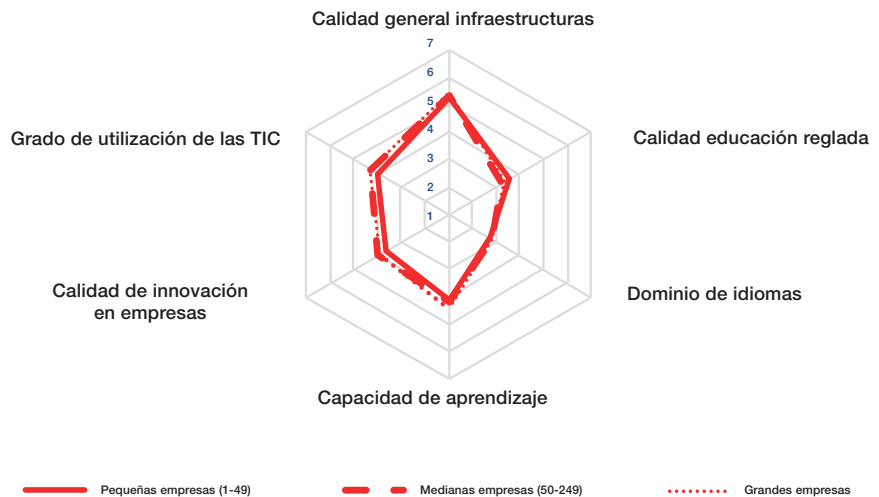 Calidad general infraestructuras
7
6
5
4
3
2
1
Grado de utilización de las TIC
Calidad educación reglada
Calidad de innovación
en empresas
Dominio de idiomas
Capacidad de aprendizaje
Pequeñas empresas (1-49)
Medianas empresas (50-249)
Grandes empresas